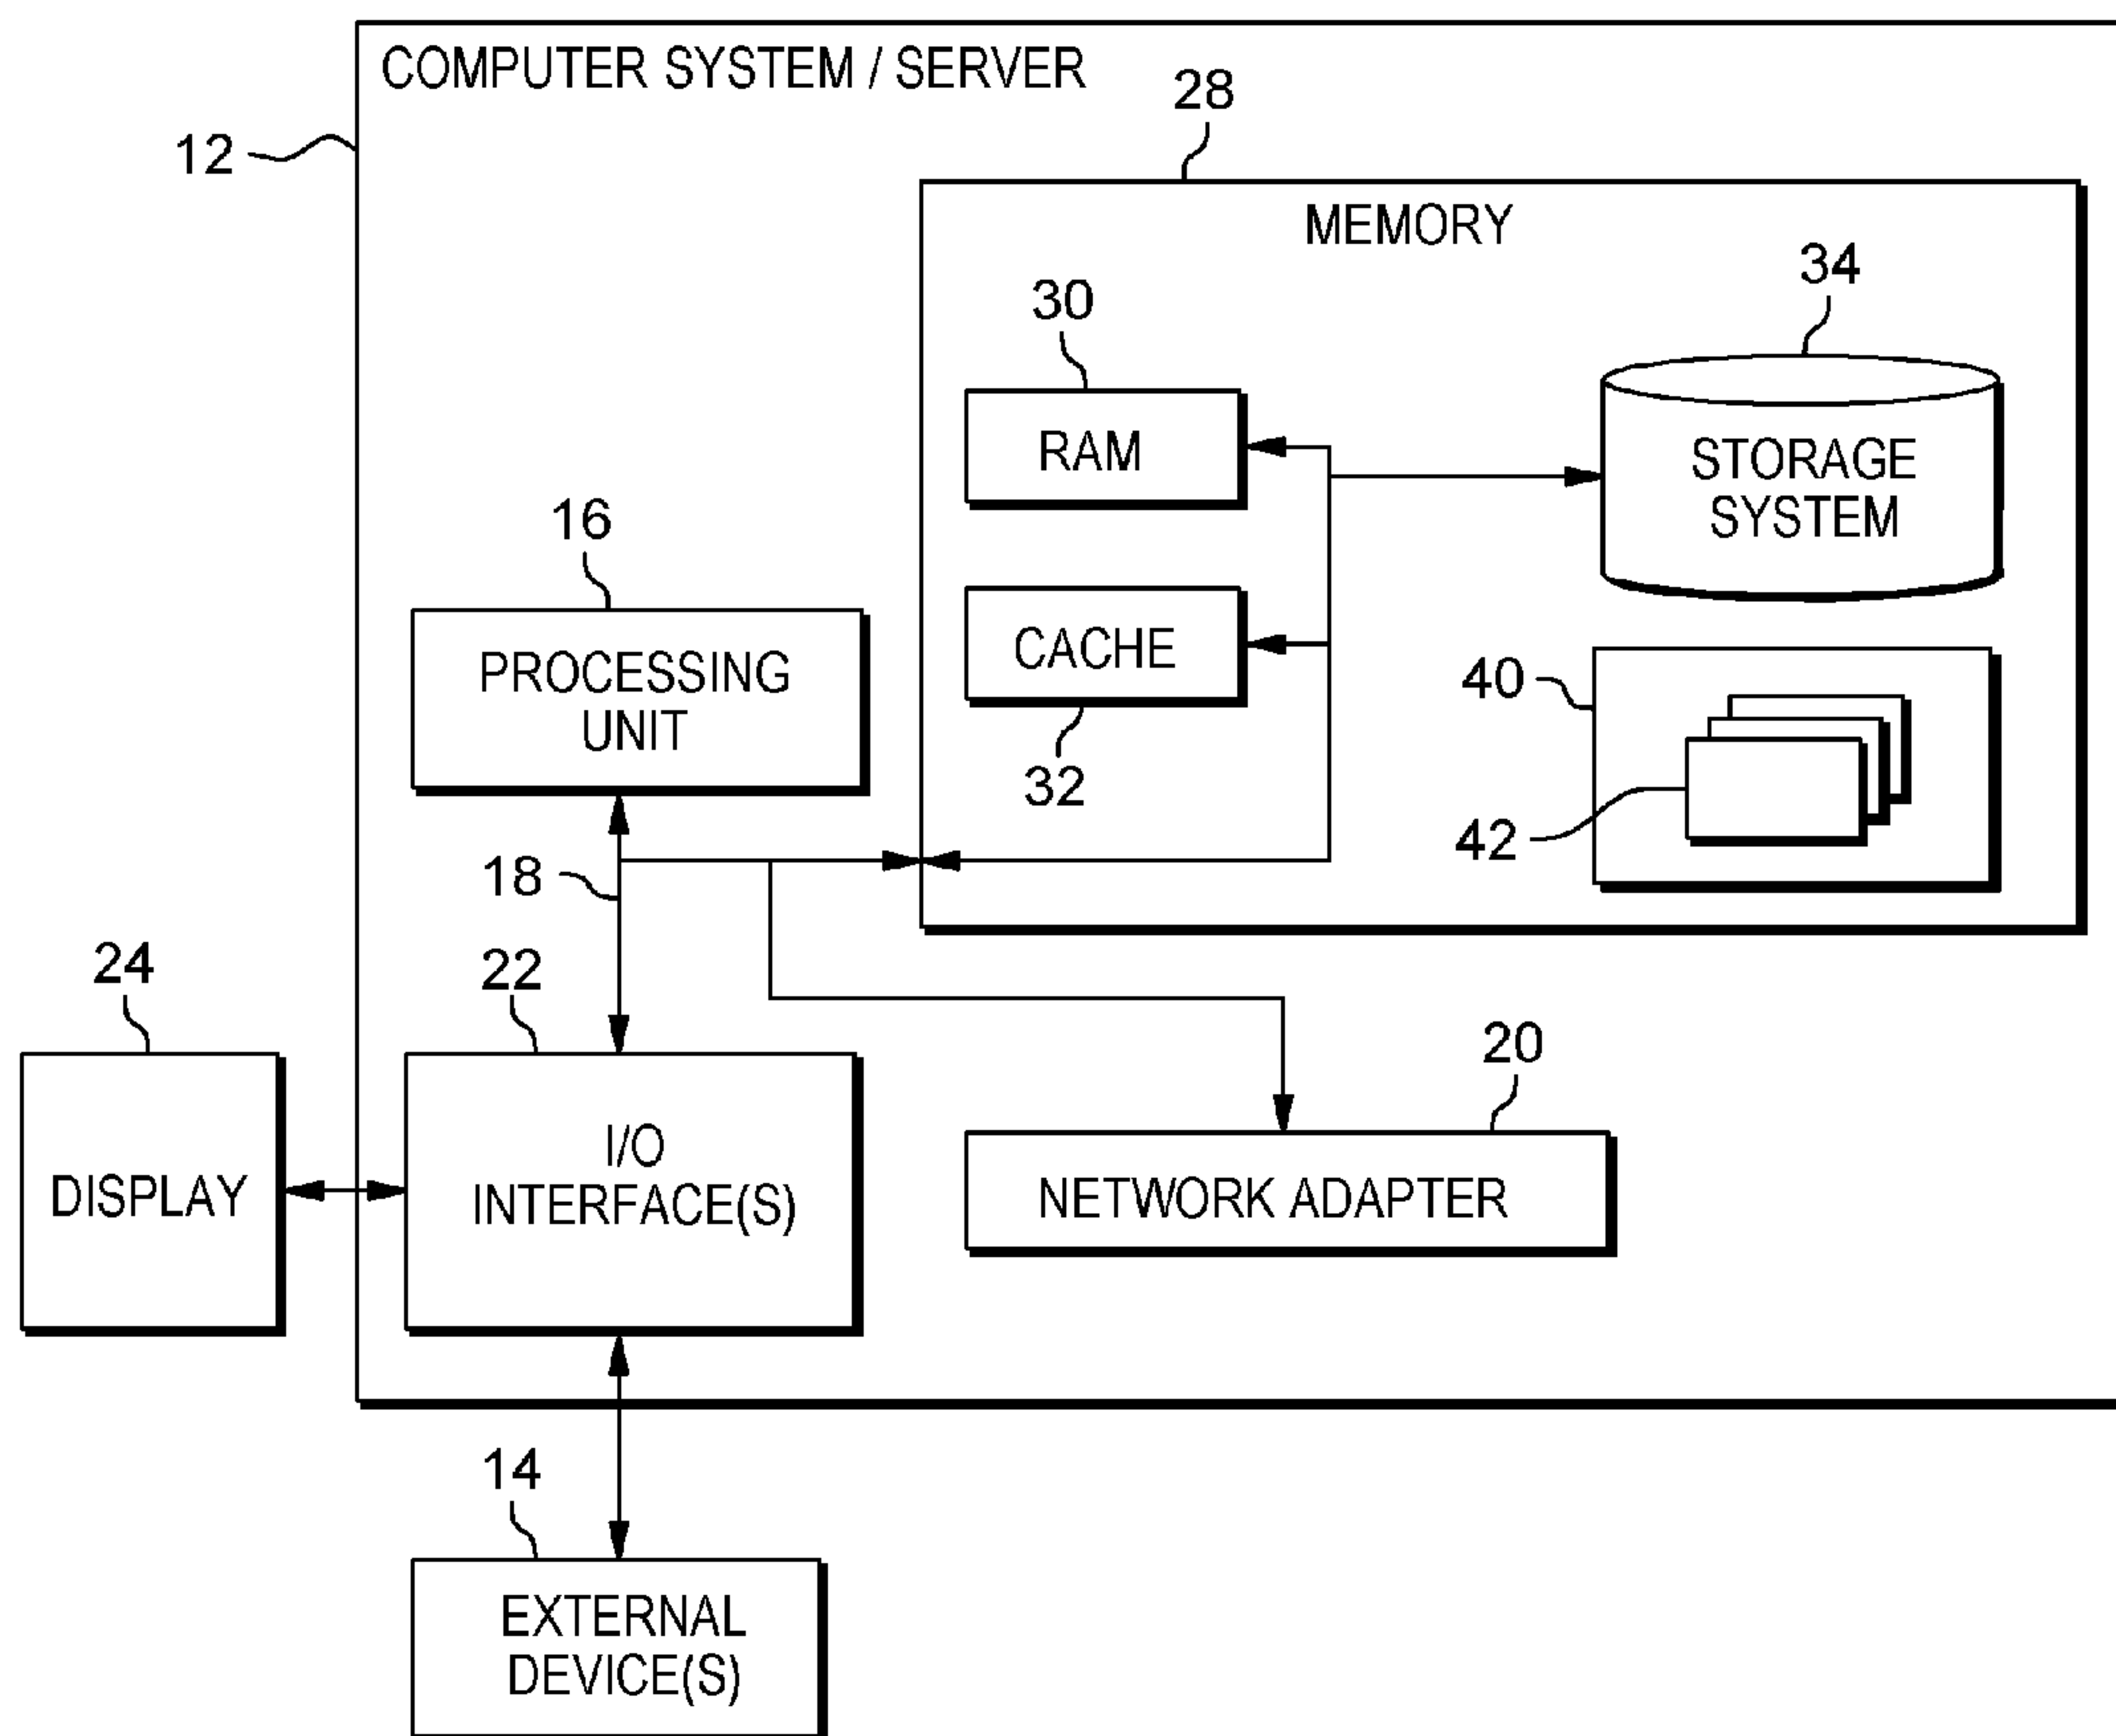 COMPUTER SYSTEM / SERVER
12
28
MEMORY
30
34
RAM
STORAGE
SYSTEM
16
PROCESSING
UNIT
CACHE
32
40
42
18
24
22
20
DISPLAY
I/O
INTERFACE(S)
NETWORK ADAPTER
14
EXTERNAL
DEVICE(S)